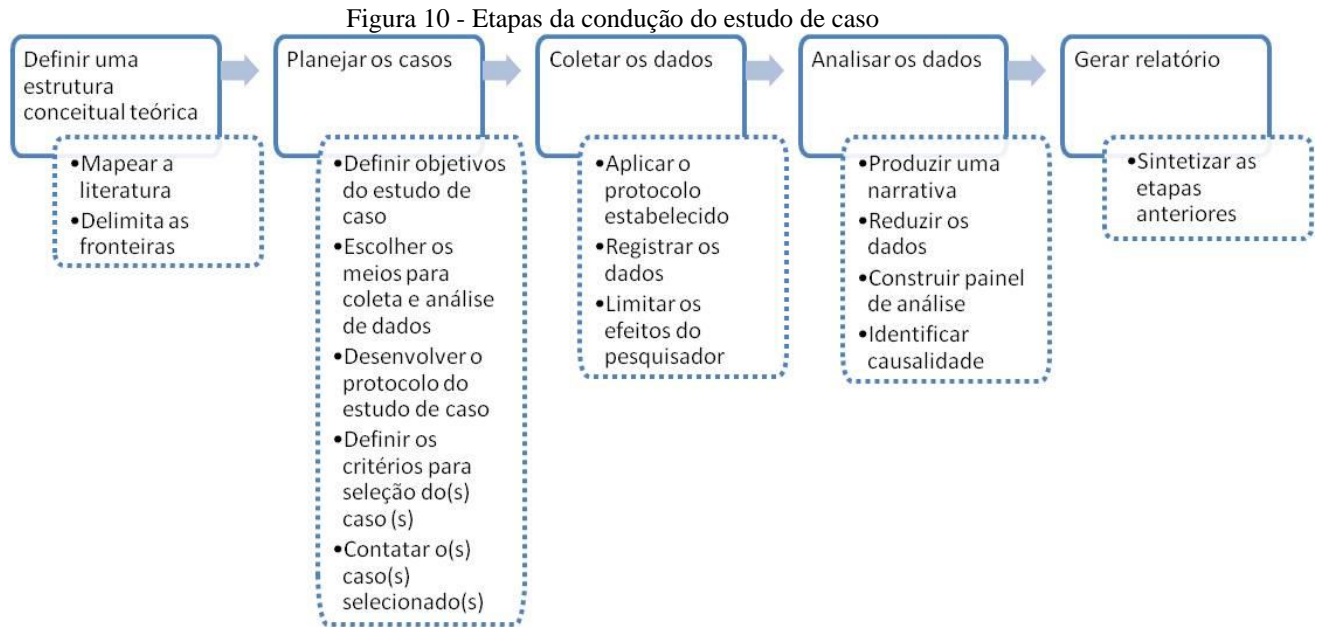 Figura 10 - Etapas da condução do estudo de caso
Definir uma
estrutura
conceitual teórica
•Mapear a
literatura
•Delimita as
fronteiras
Planejar os casos
•Definir objetivos
do estudo de
caso
•Escolher os
meios para
coleta e análise
de dados
•Desenvolver o
protocolo do
estudo de caso
•Definir os
critérios para
seleção do(s)
caso (s)
•Contatar o(s)
caso(s)
selecionado(s)
Coletar os dados
•Aplicar o
protocolo
estabelecido
•Registrar os
dados
•Limitar os
efeitos do
pesquisador
Analisar os dados
•Produzir uma
narrativa
•Reduzir os
dados
•Construir painel
de análise
•Identificar
causalidade
Gerar relatório
•Sintetizar as
etapas
anteriores